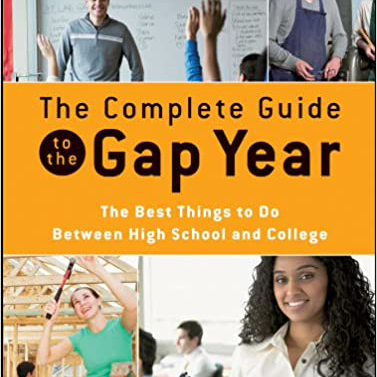 The Complete Guide
to the Gap Year
The Best Things to Do
Between High School and College